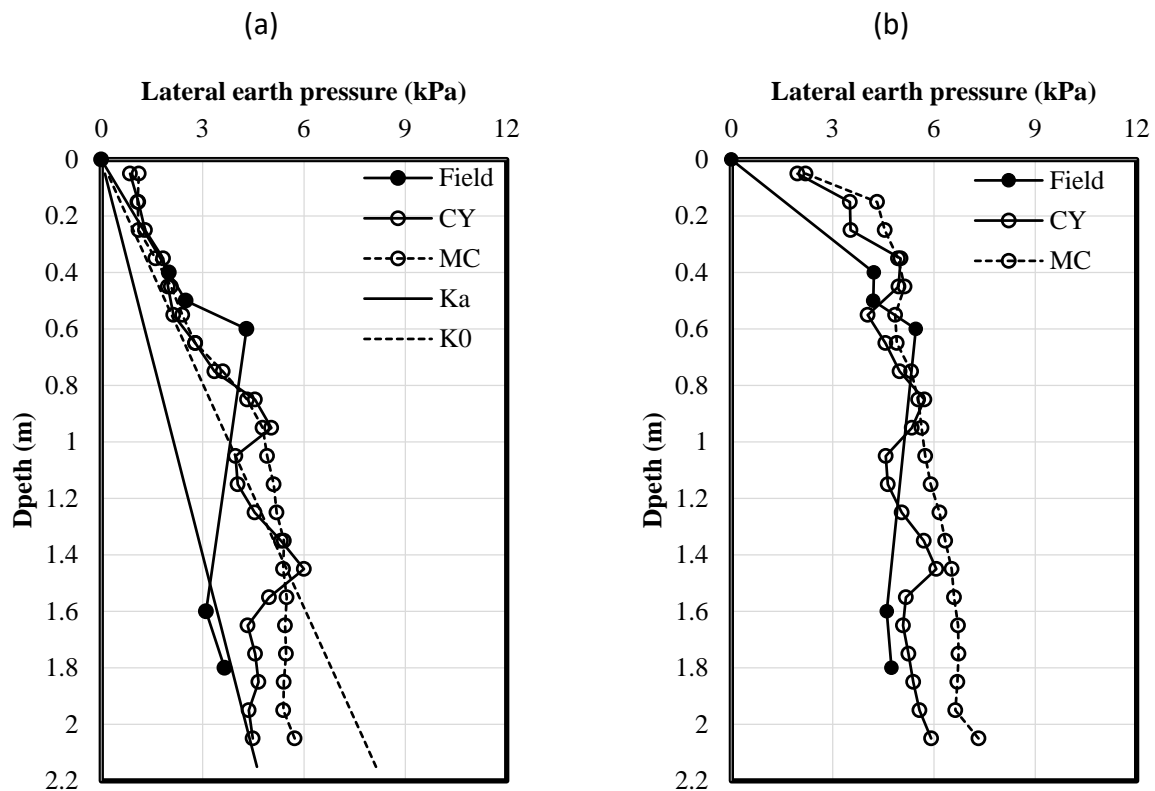 (a)
Lateral earth pressure (kPa)
0 3 6 9 12
0
0.2
0.4
0.6
0.8
1
1.2
1.4
1.6
1.8
2
2.2
Dpeth (m)
Field
CY
MC
Ka
K0
(b)
Lateral earth pressure (kPa)
0 3 6 9 12
0
0.2
0.4
0.6
0.8
1
1.2
1.4
1.6
1.8
2
2.2
Dpeth (m)
Field
CY
MC